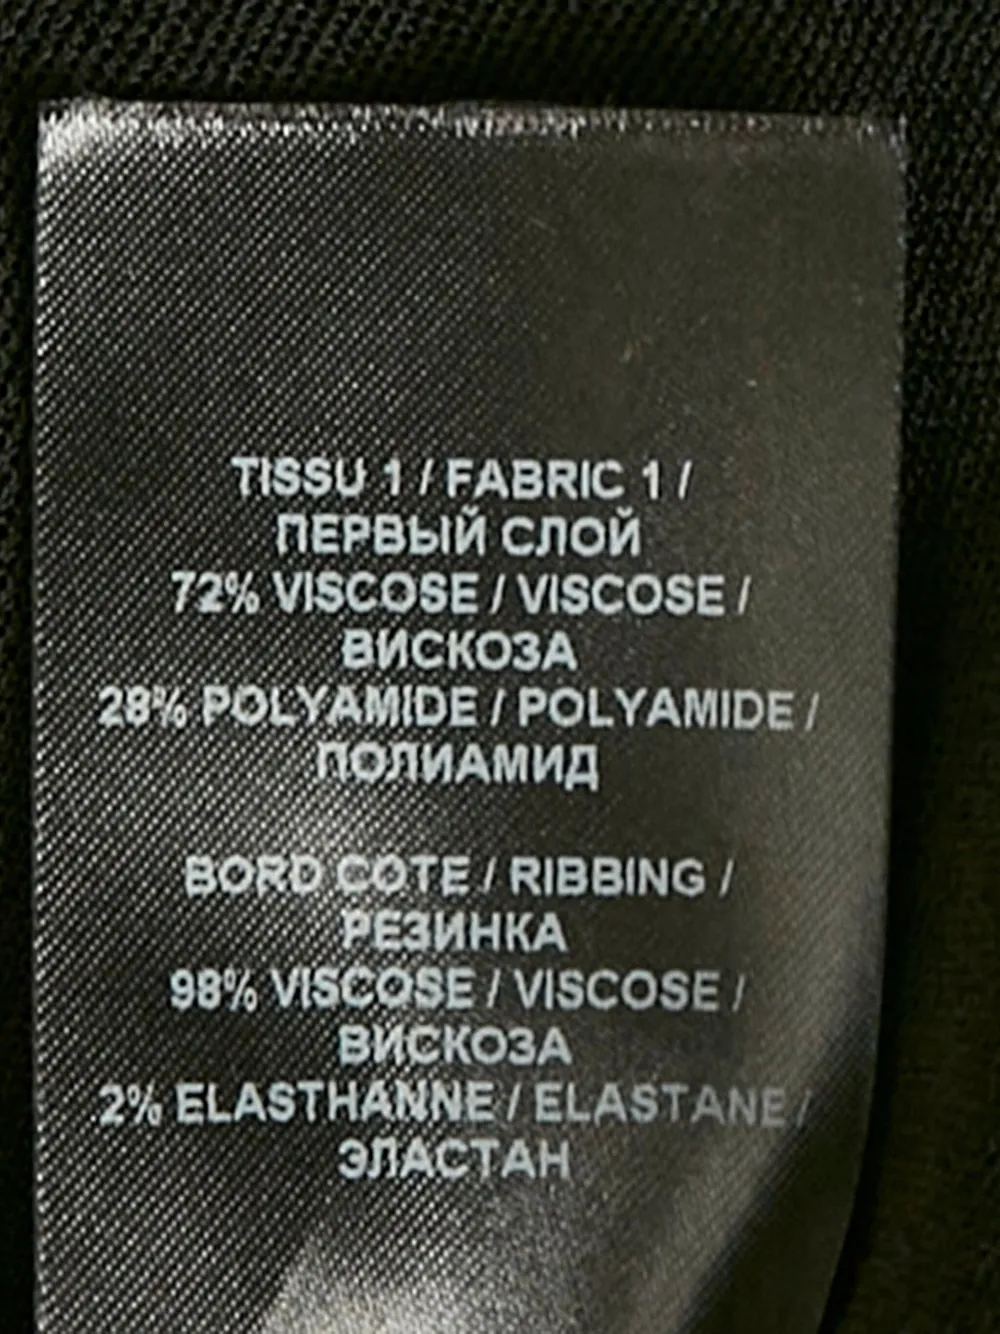 TISSU 1 / FABRIC 1 /
ПЕРВЫЙ СЛОЙ
72% VISCOSE / VISCOSE /
ВИСКОЗА
28% POLYAMIDE / POLYAMIDE /
ПОЛИАМИД
BORD COTE / RIBBING /
РЕЗИНКА
98% VISCOSE / VISCOSE /
ВИСКОЗА
2% ELASTHANNE / ELASTANE /
ЭЛАСТАН